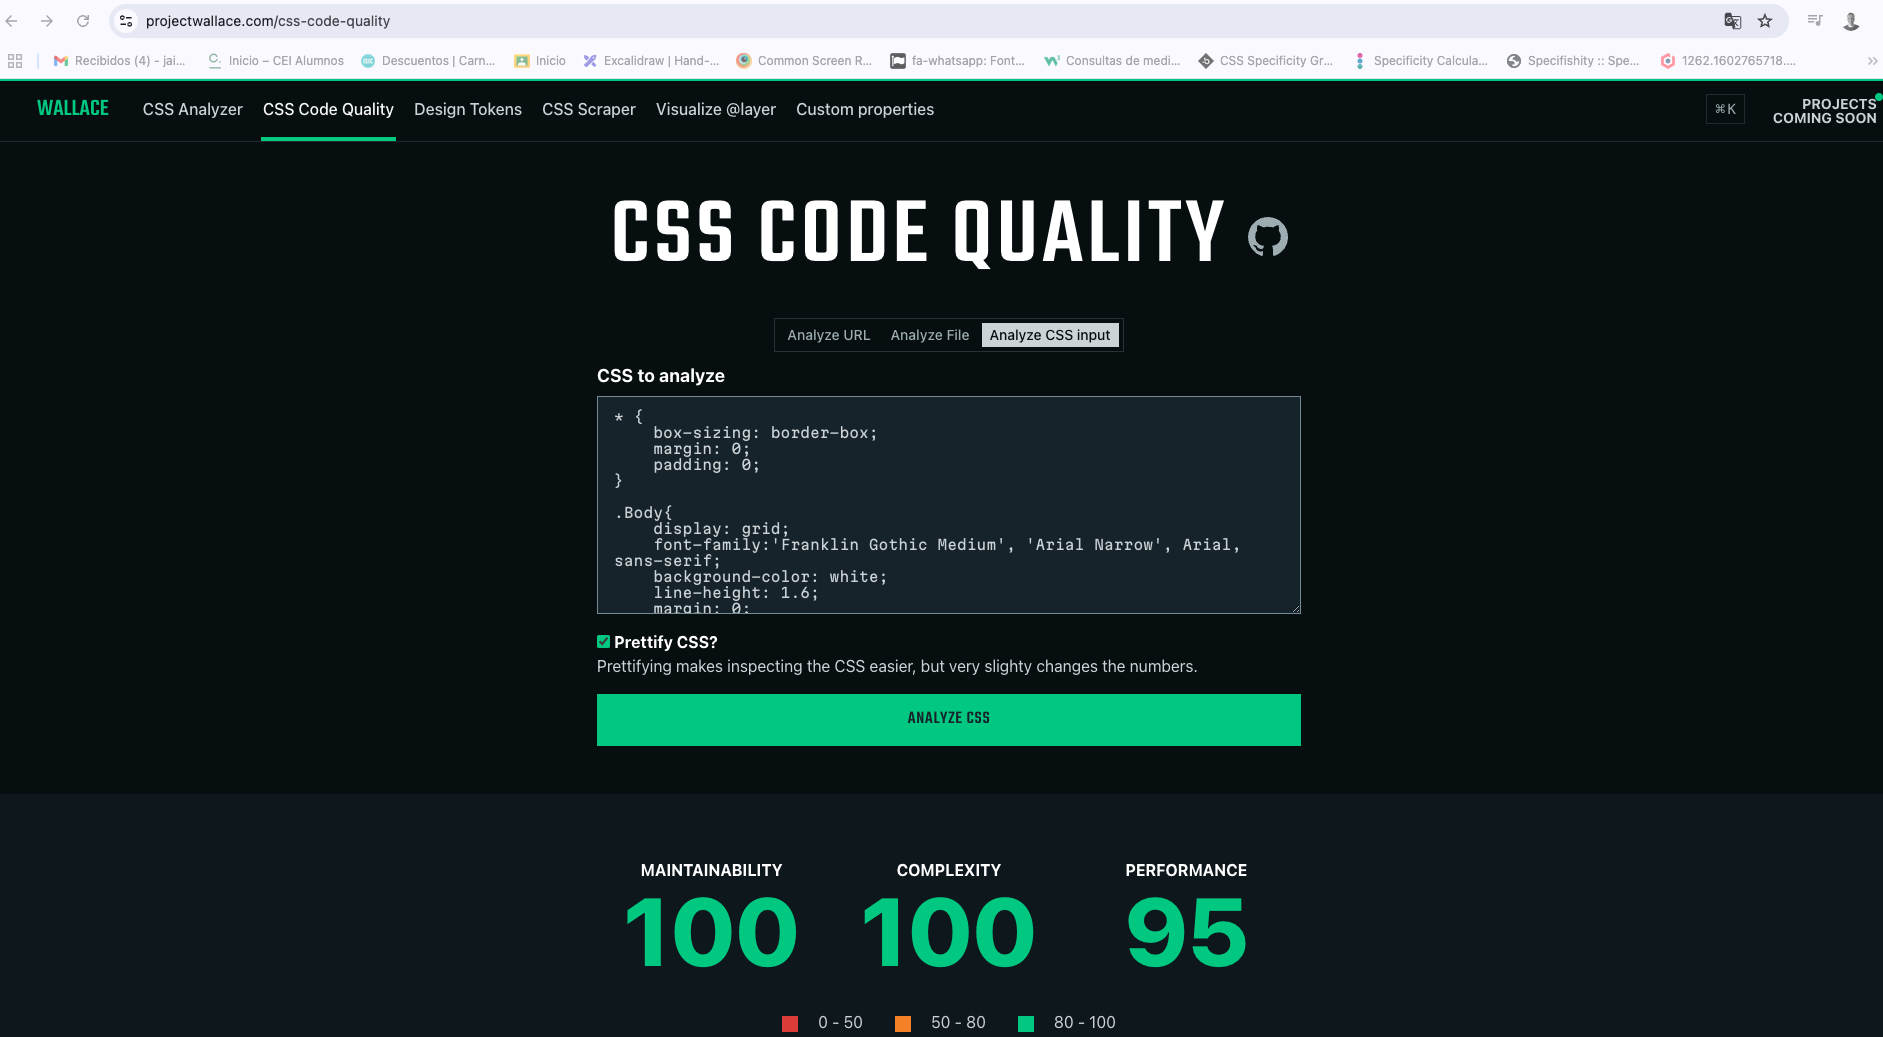 projectwallace.com/css-code-quality
Recibidos (4) - jai...
Inicio – CEI Alumnos
Descuentos | Carn...
Inicio
Excalidraw | Hand-...
Common Screen R...
fa-whatsapp: Font...
Consultas de medi...
CSS Specificity Gr...
Specificity Calcula...
Specifishity :: Spe...
1262.1602765718....
WALLACE
CSS Analyzer
CSS Code Quality
Design Tokens
CSS Scraper
Visualize @layer
Custom properties
⌘K
PROJECTS
COMING SOON
CSS CODE QUALITY
Analyze URL
Analyze File
Analyze CSS input
CSS to analyze
* {
box-sizing: border-box;
margin: 0;
padding: 0;
}
.Body{
display: grid;
font-family:'Franklin Gothic Medium', 'Arial Narrow', Arial,
sans-serif;
background-color: white;
line-height: 1.6;
margin: 0;
Prettify CSS?
Prettifying makes inspecting the CSS easier, but very slighty changes the numbers.
ANALYZE CSS
MAINTAINABILITY
100
COMPLEXITY
100
PERFORMANCE
95
0 - 50
50 - 80
80 - 100